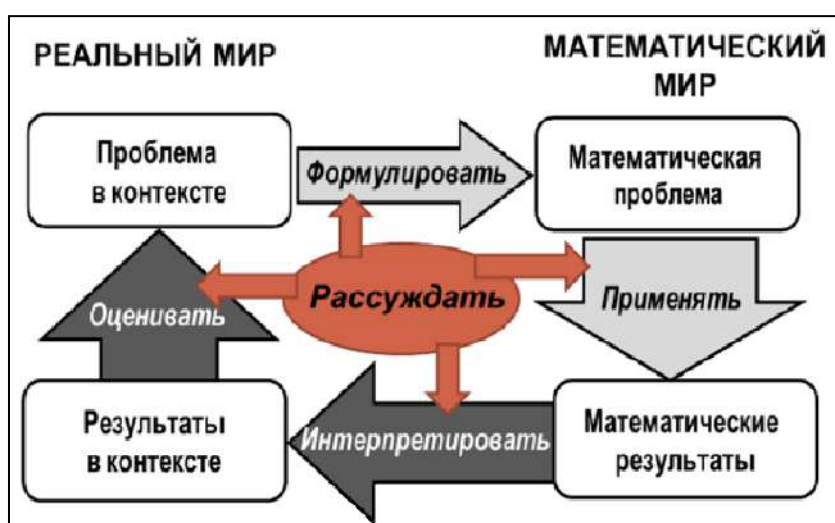 РЕАЛЬНЫЙ МИР
МАТЕМАТИЧЕСКИЙ
МИР
Проблема
в контексте
Формулировать
Математическая
проблема
Рассуждать
Оценивать
Применять
Результаты
в контексте
Интерпретировать
Математические
результаты